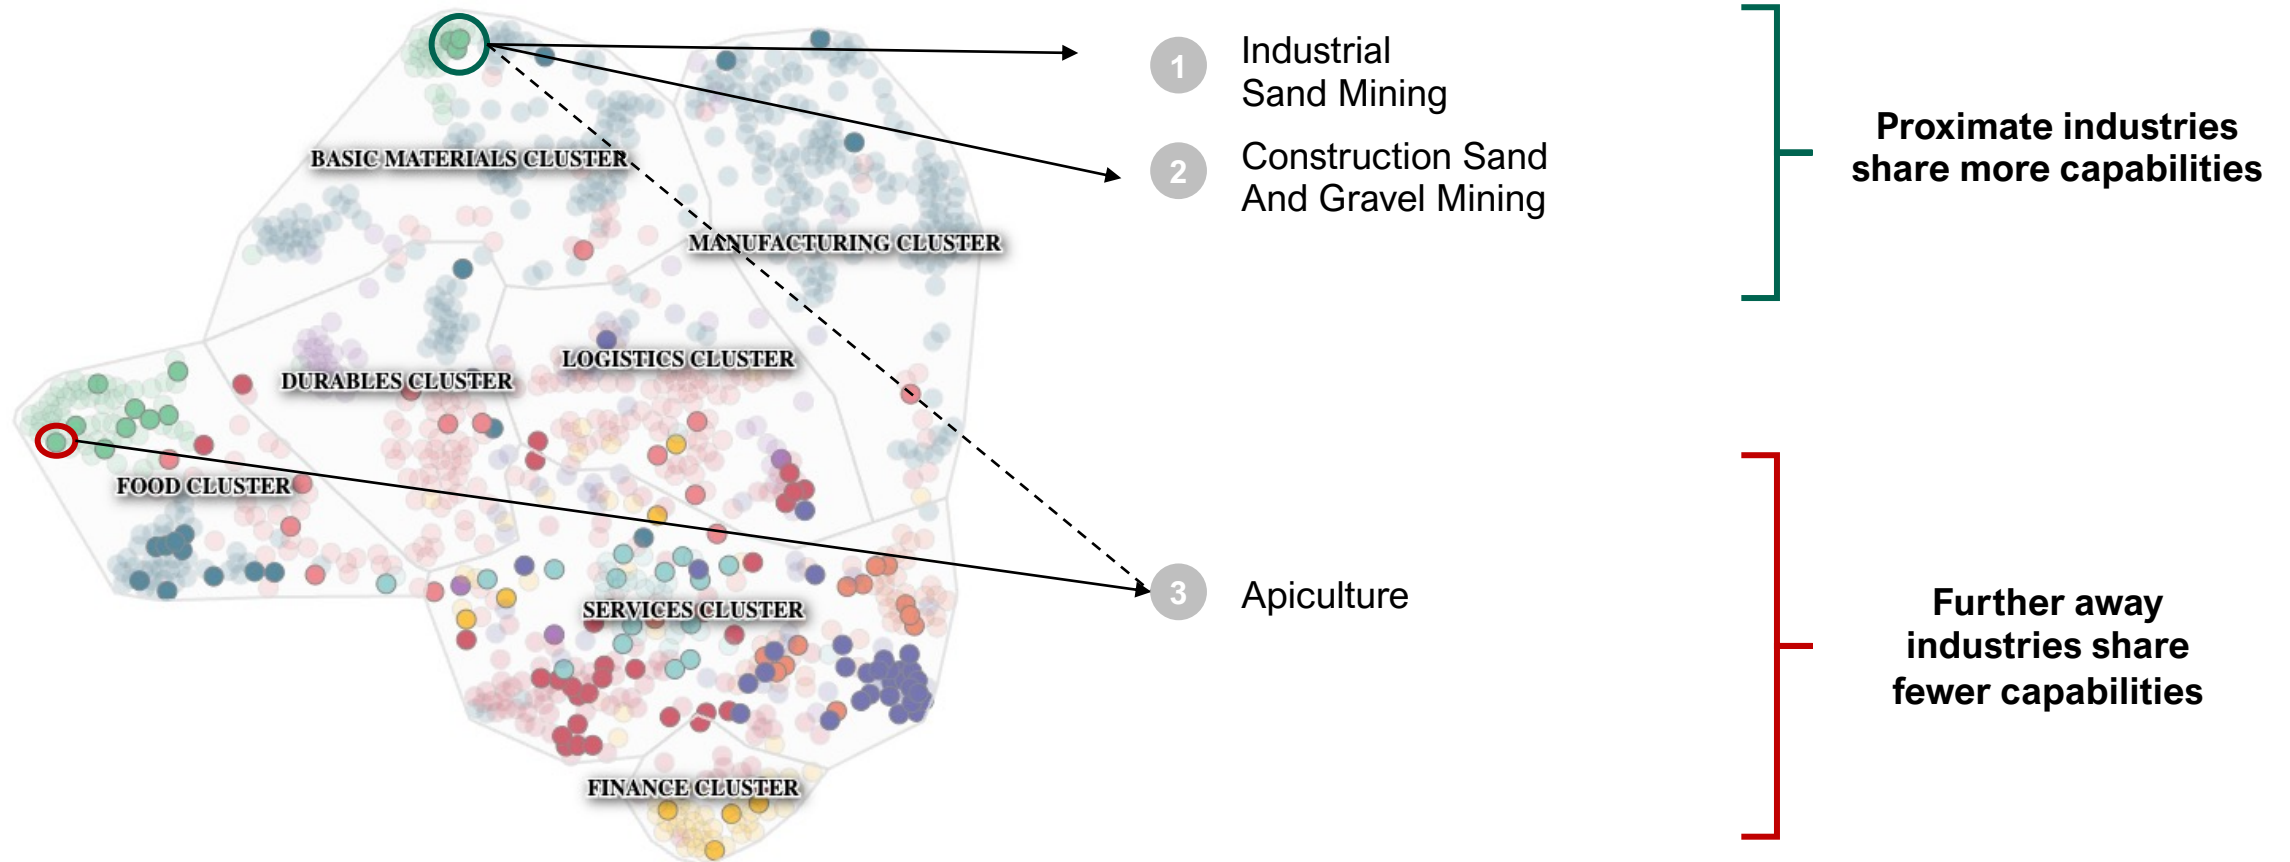 BASIC MATERIALS CLUSTER
MANUFACTURING CLUSTER
LOGISTICS CLUSTER
DURABLES CLUSTER
FOOD CLUSTER
SERVICES CLUSTER
FINANCE CLUSTER
1
Industrial
Sand Mining
2
Construction Sand
And Gravel Mining
3
Apiculture
Proximate industries
share more capabilities
Further away
industries share
fewer capabilities